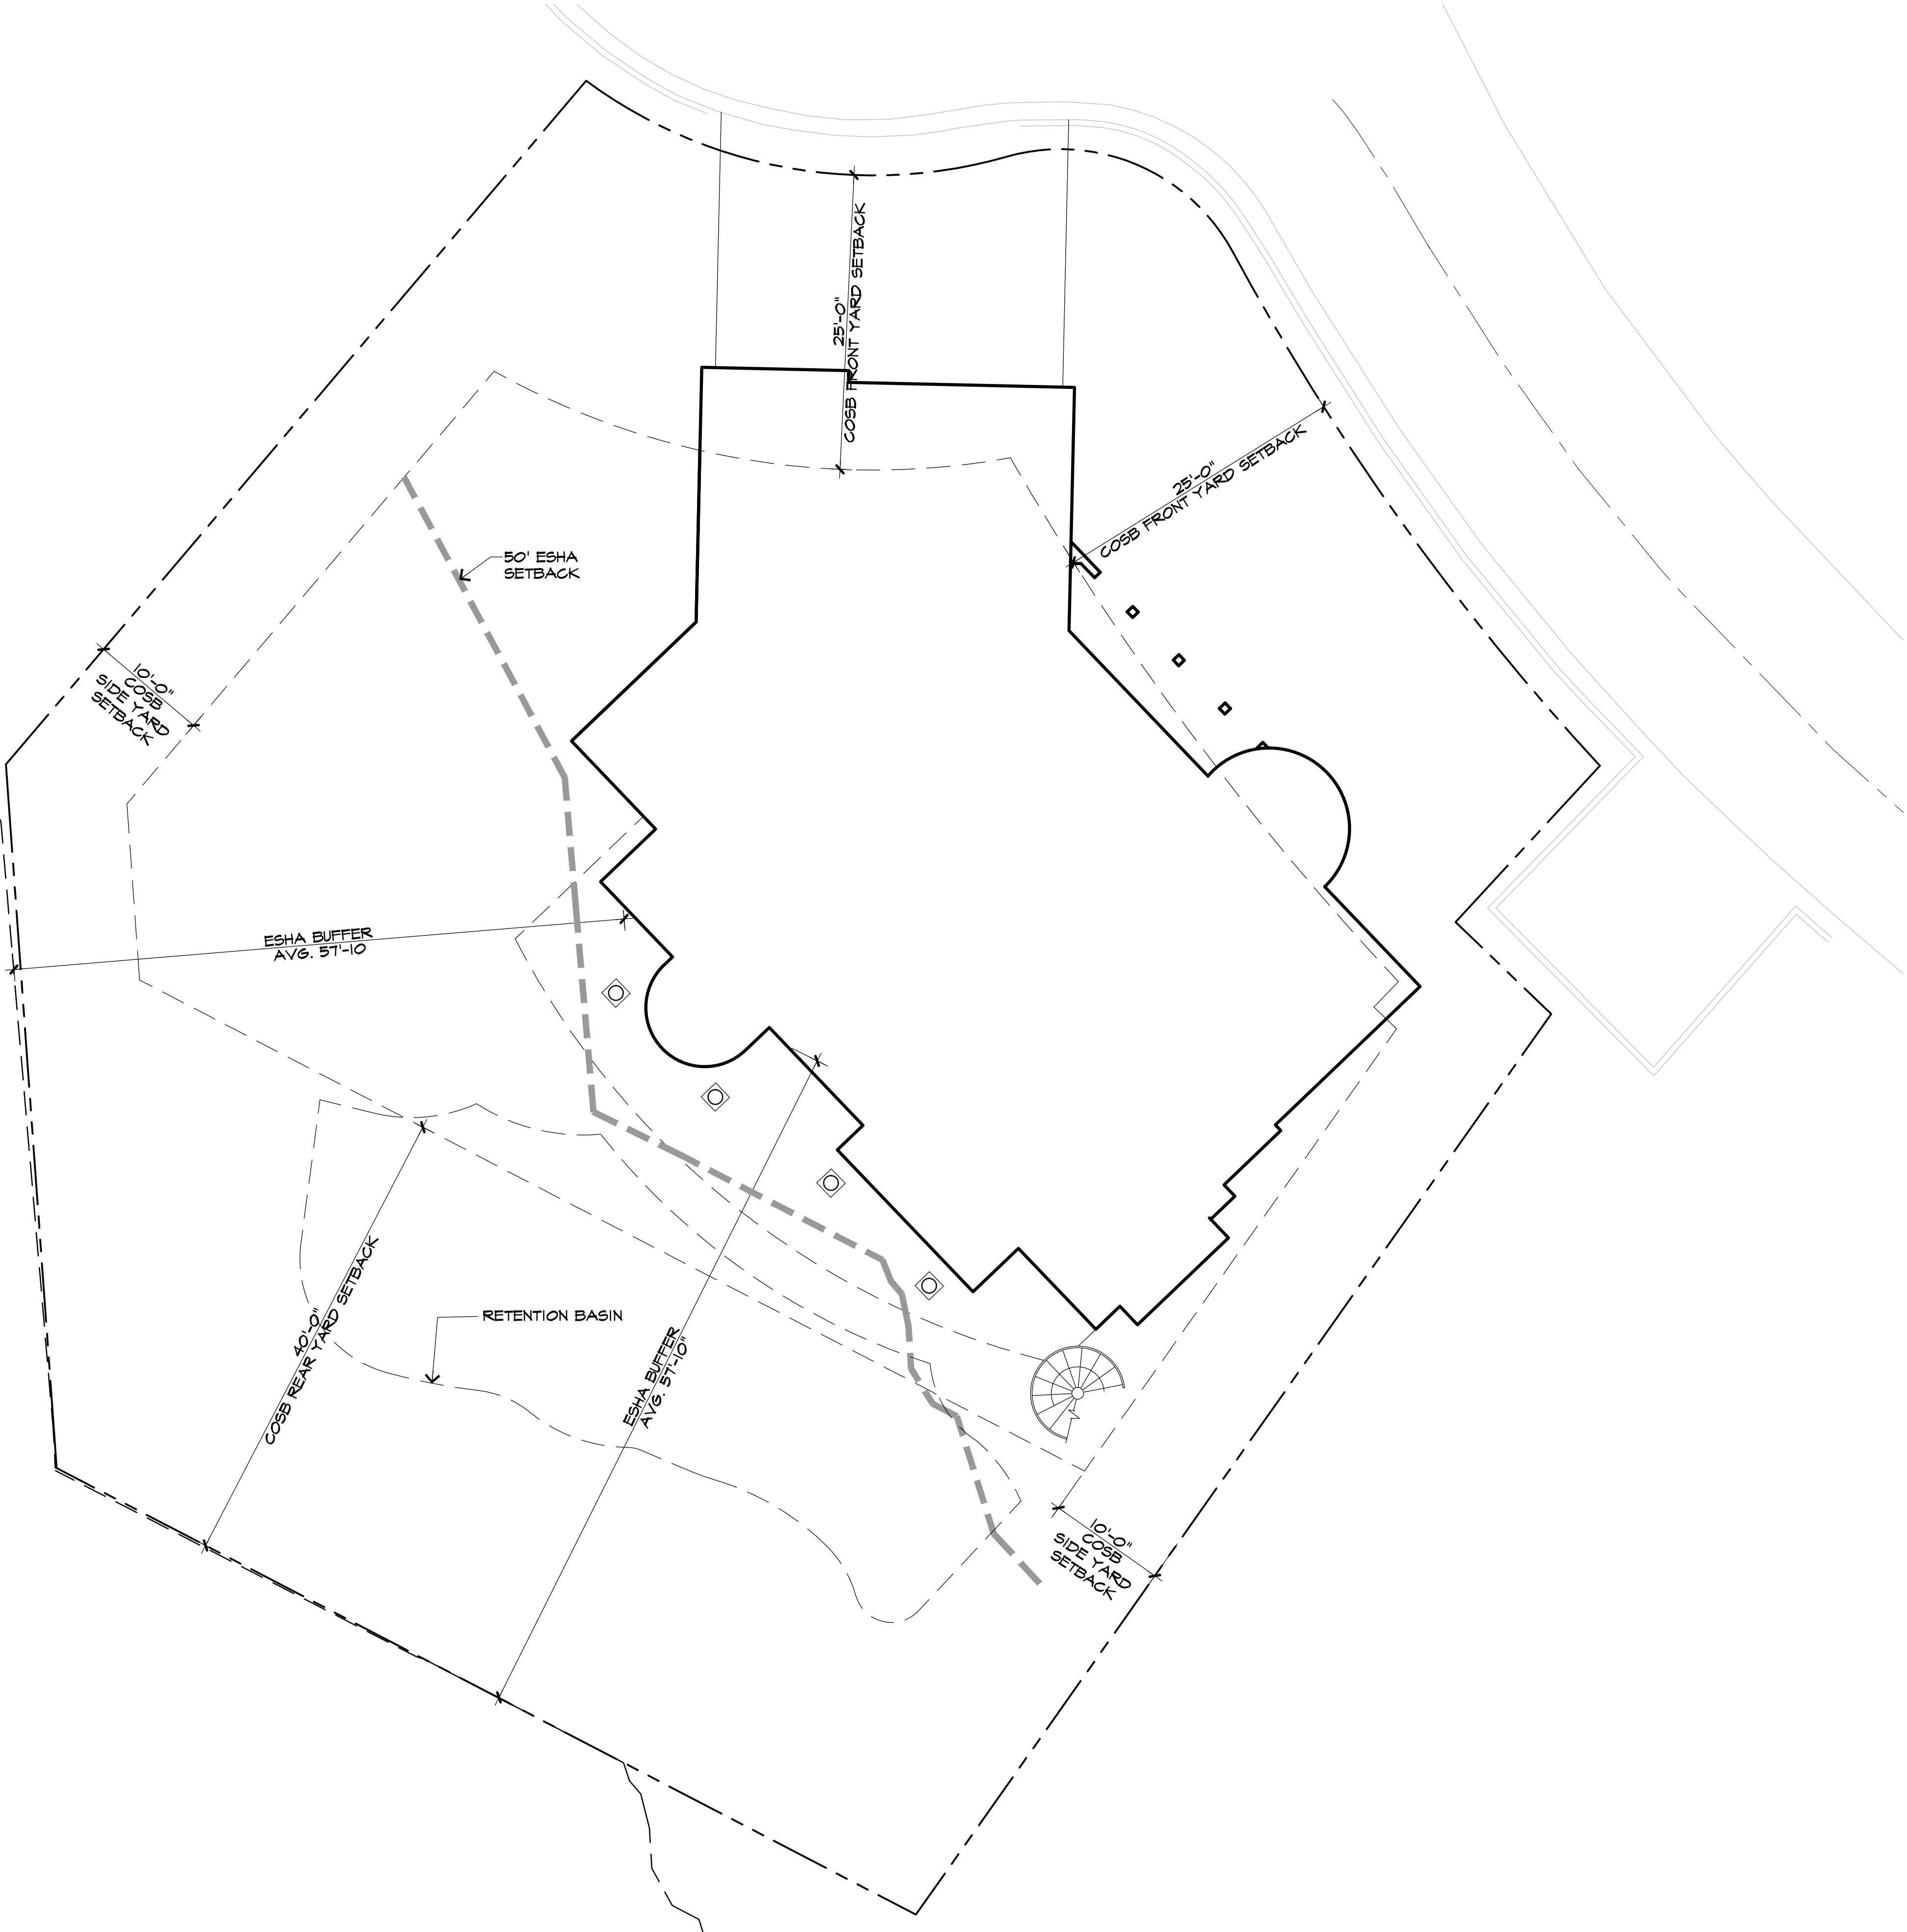 25'-0"
COSB FRONT YARD SETBACK
25'-0"
COSB FRONT YARD SETBACK
50' ESHA
SETBACK
10'-0"
COSB
SIDE YARD
SETBACK
ESHA BUFFER
AVG. 57'-10
40'-0"
COSB REAR YARD SETBACK
RETENTION BASIN
ESHA BUFFER
AVG. 57'-10"
10'-0"
COSB
SIDE YARD
SETBACK